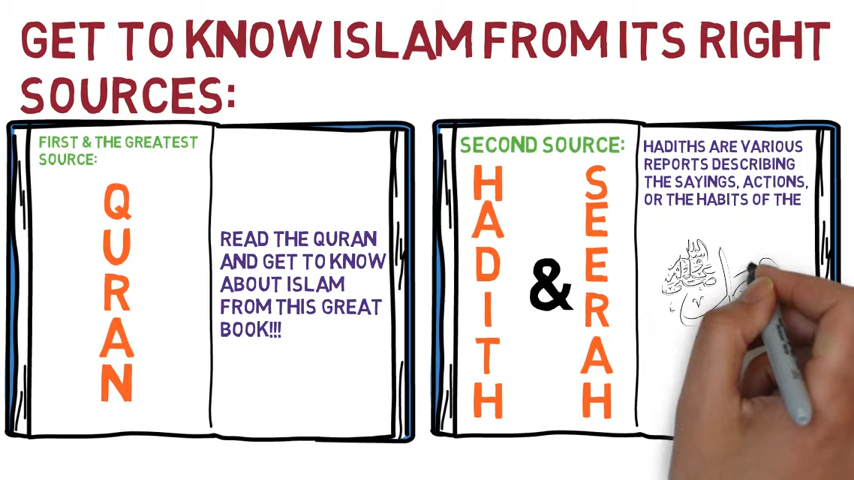 GET TO KNOW ISLAM FROM ITS RIGHT
SOURCES:
FIRST & THE GREATEST
SOURCE:
QURAN
READ THE QURAN
AND GET TO KNOW
ABOUT ISLAM
FROM THIS GREAT
BOOK!!!
SECOND SOURCE:
HADITH
&
SEERAH
HADITHS ARE VARIOUS
REPORTS DESCRIBING
THE SAYINGS, ACTIONS,
OR THE HABITS OF THE